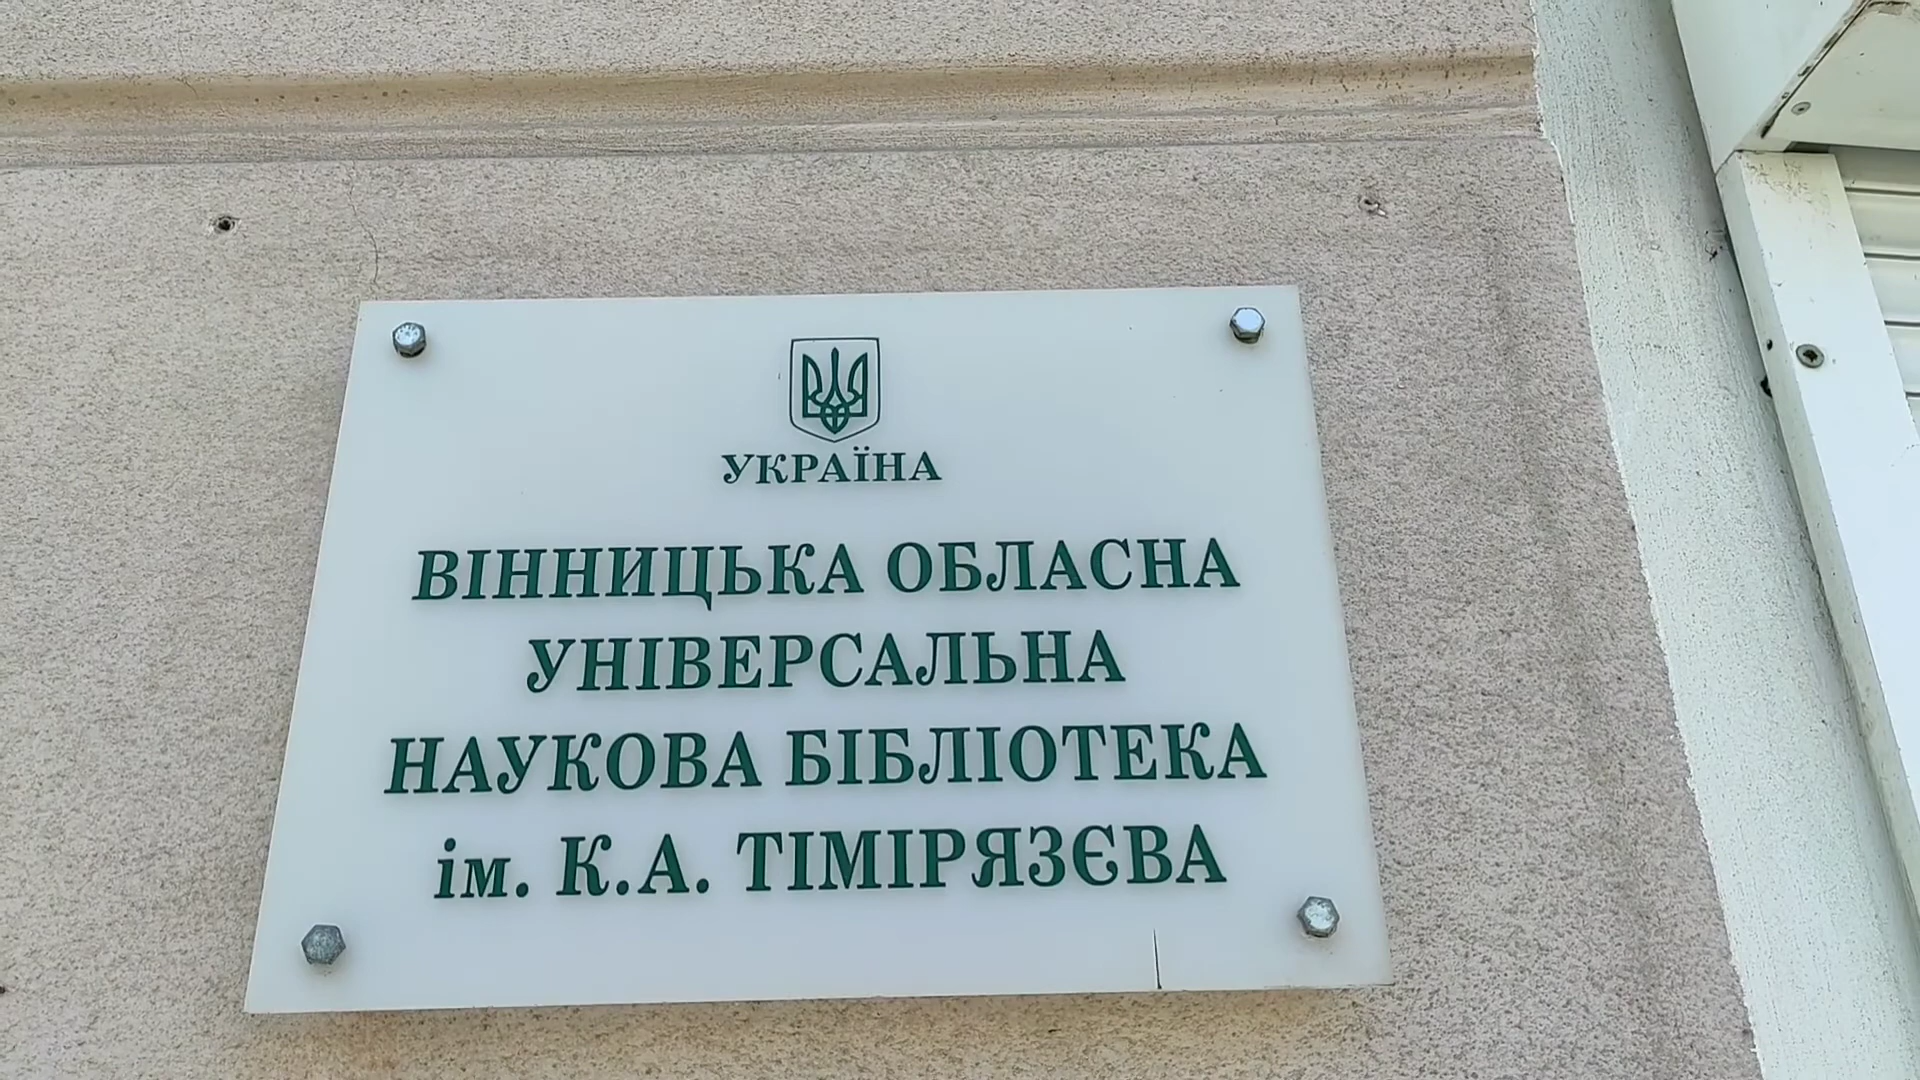 УКРАЇНА
ВІННИЦЬКА ОБЛАСНА
УНІВЕРСАЛЬНА
НАУКОВА БІБЛІОТЕКА
ім. К.А. ТІМІРЯЗЄВА